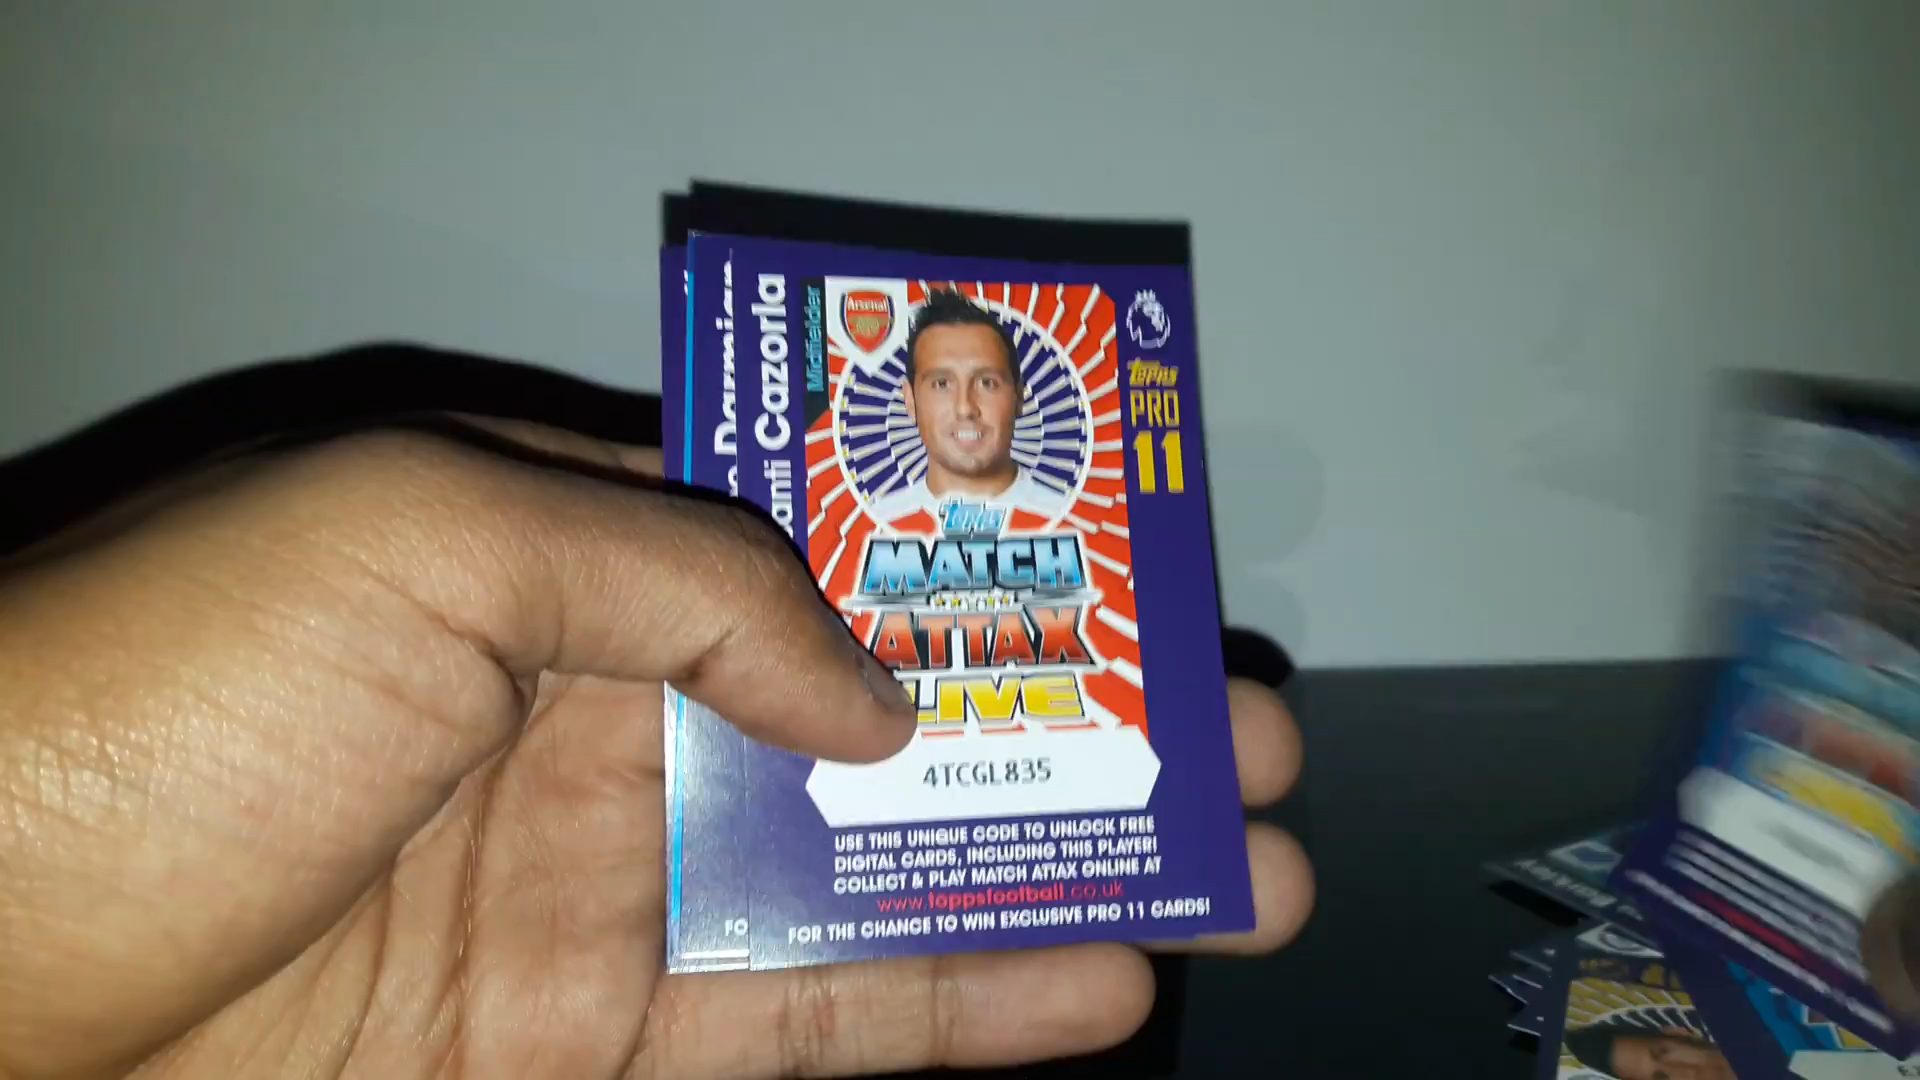 Cazorla
Midfielder
Arsenal
TOPPS
PRO
11
TOPPS
MATCH
ATTAX
LIVE
4TCGL835
USE THIS UNIQUE CODE TO UNLOCK FREE
DIGITAL CARDS, INCLUDING THIS PLAYER!
COLLECT & PLAY MATCH ATTAX ONLINE AT
www.toppsfootball.co.uk
FOR THE CHANCE TO WIN EXCLUSIVE PRO 11 CARDS!
FO